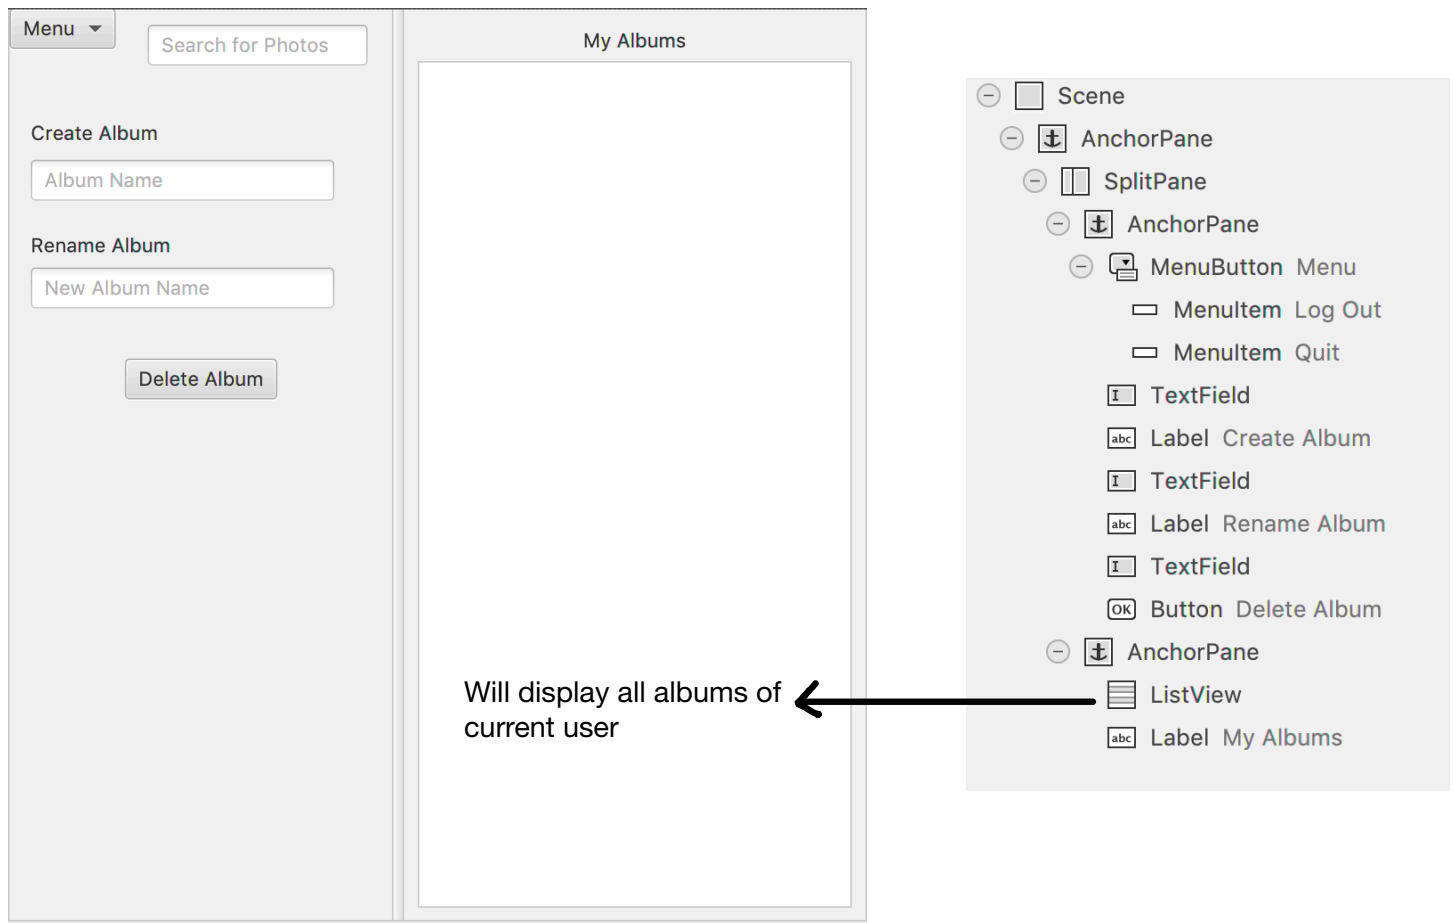 Menu
Search for Photos
Create Album
Album Name
Rename Album
New Album Name
Delete Album
My Albums
Will display all albums of
current user
Scene
AnchorPane
SplitPane
AnchorPane
MenuButton Menu
MenuItem Log Out
MenuItem Quit
I TextField
abc Label Create Album
I TextField
abc Label Rename Album
I TextField
OK Button Delete Album
AnchorPane
ListView
abc Label My Albums